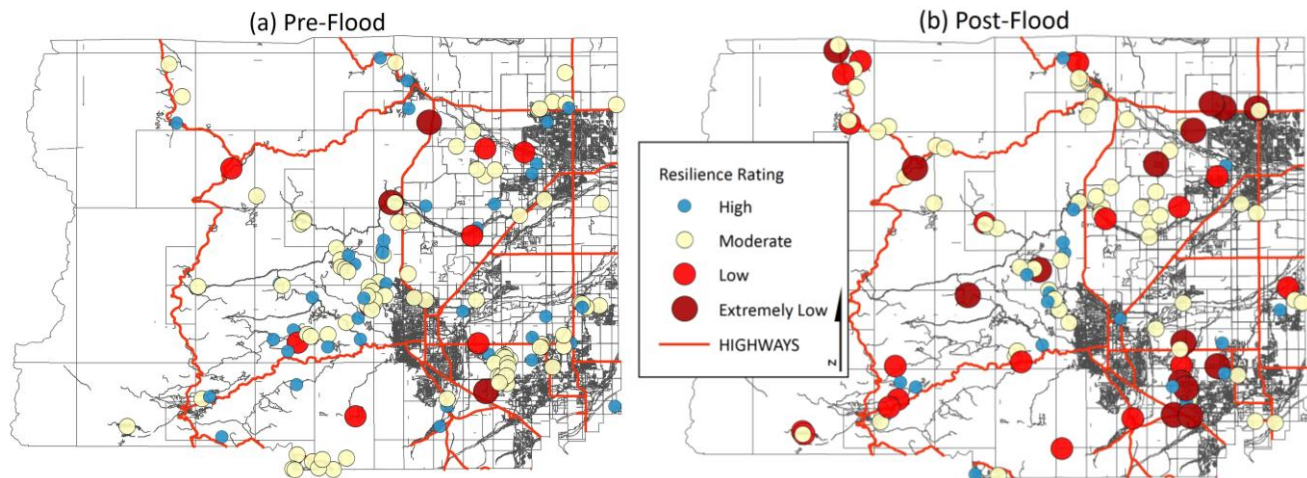 (a) Pre-Flood
(b) Post-Flood
Resilience Rating
High
Moderate
Low
Extremely Low
HIGHWAYS
N